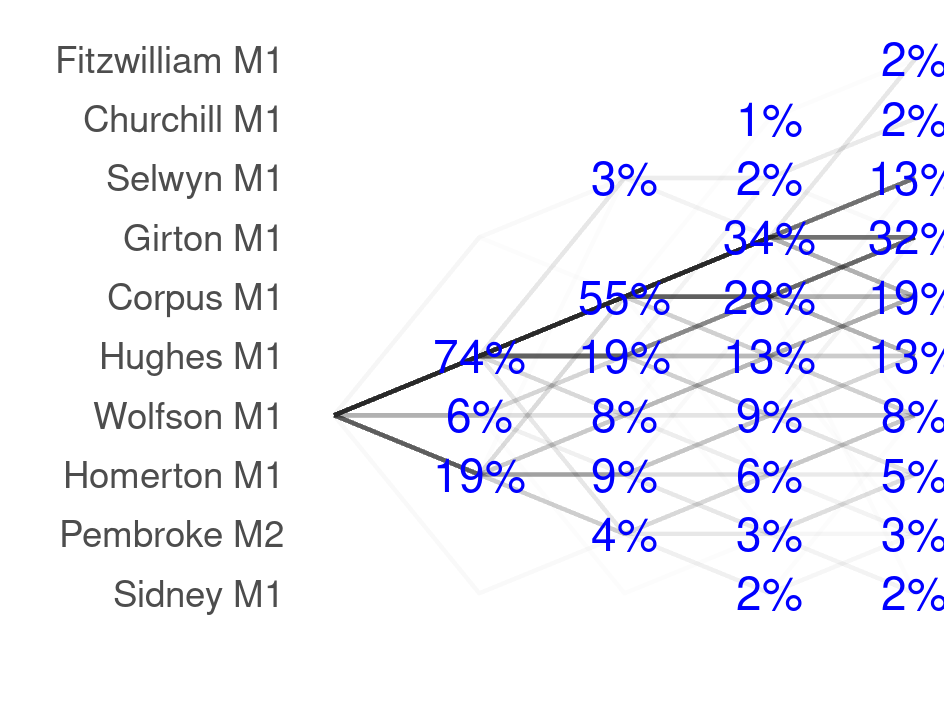 Fitzwilliam M1 2%
Churchill M1 1% 2%
Selwyn M1 3% 2% 13%
Girton M1 34% 32%
Corpus M1 55% 28% 19%
Hughes M1 74% 19% 13% 13%
Wolfson M1 6% 8% 9% 8%
Homerton M1 19% 9% 6% 5%
Pembroke M2 4% 3% 3%
Sidney M1 2% 2%